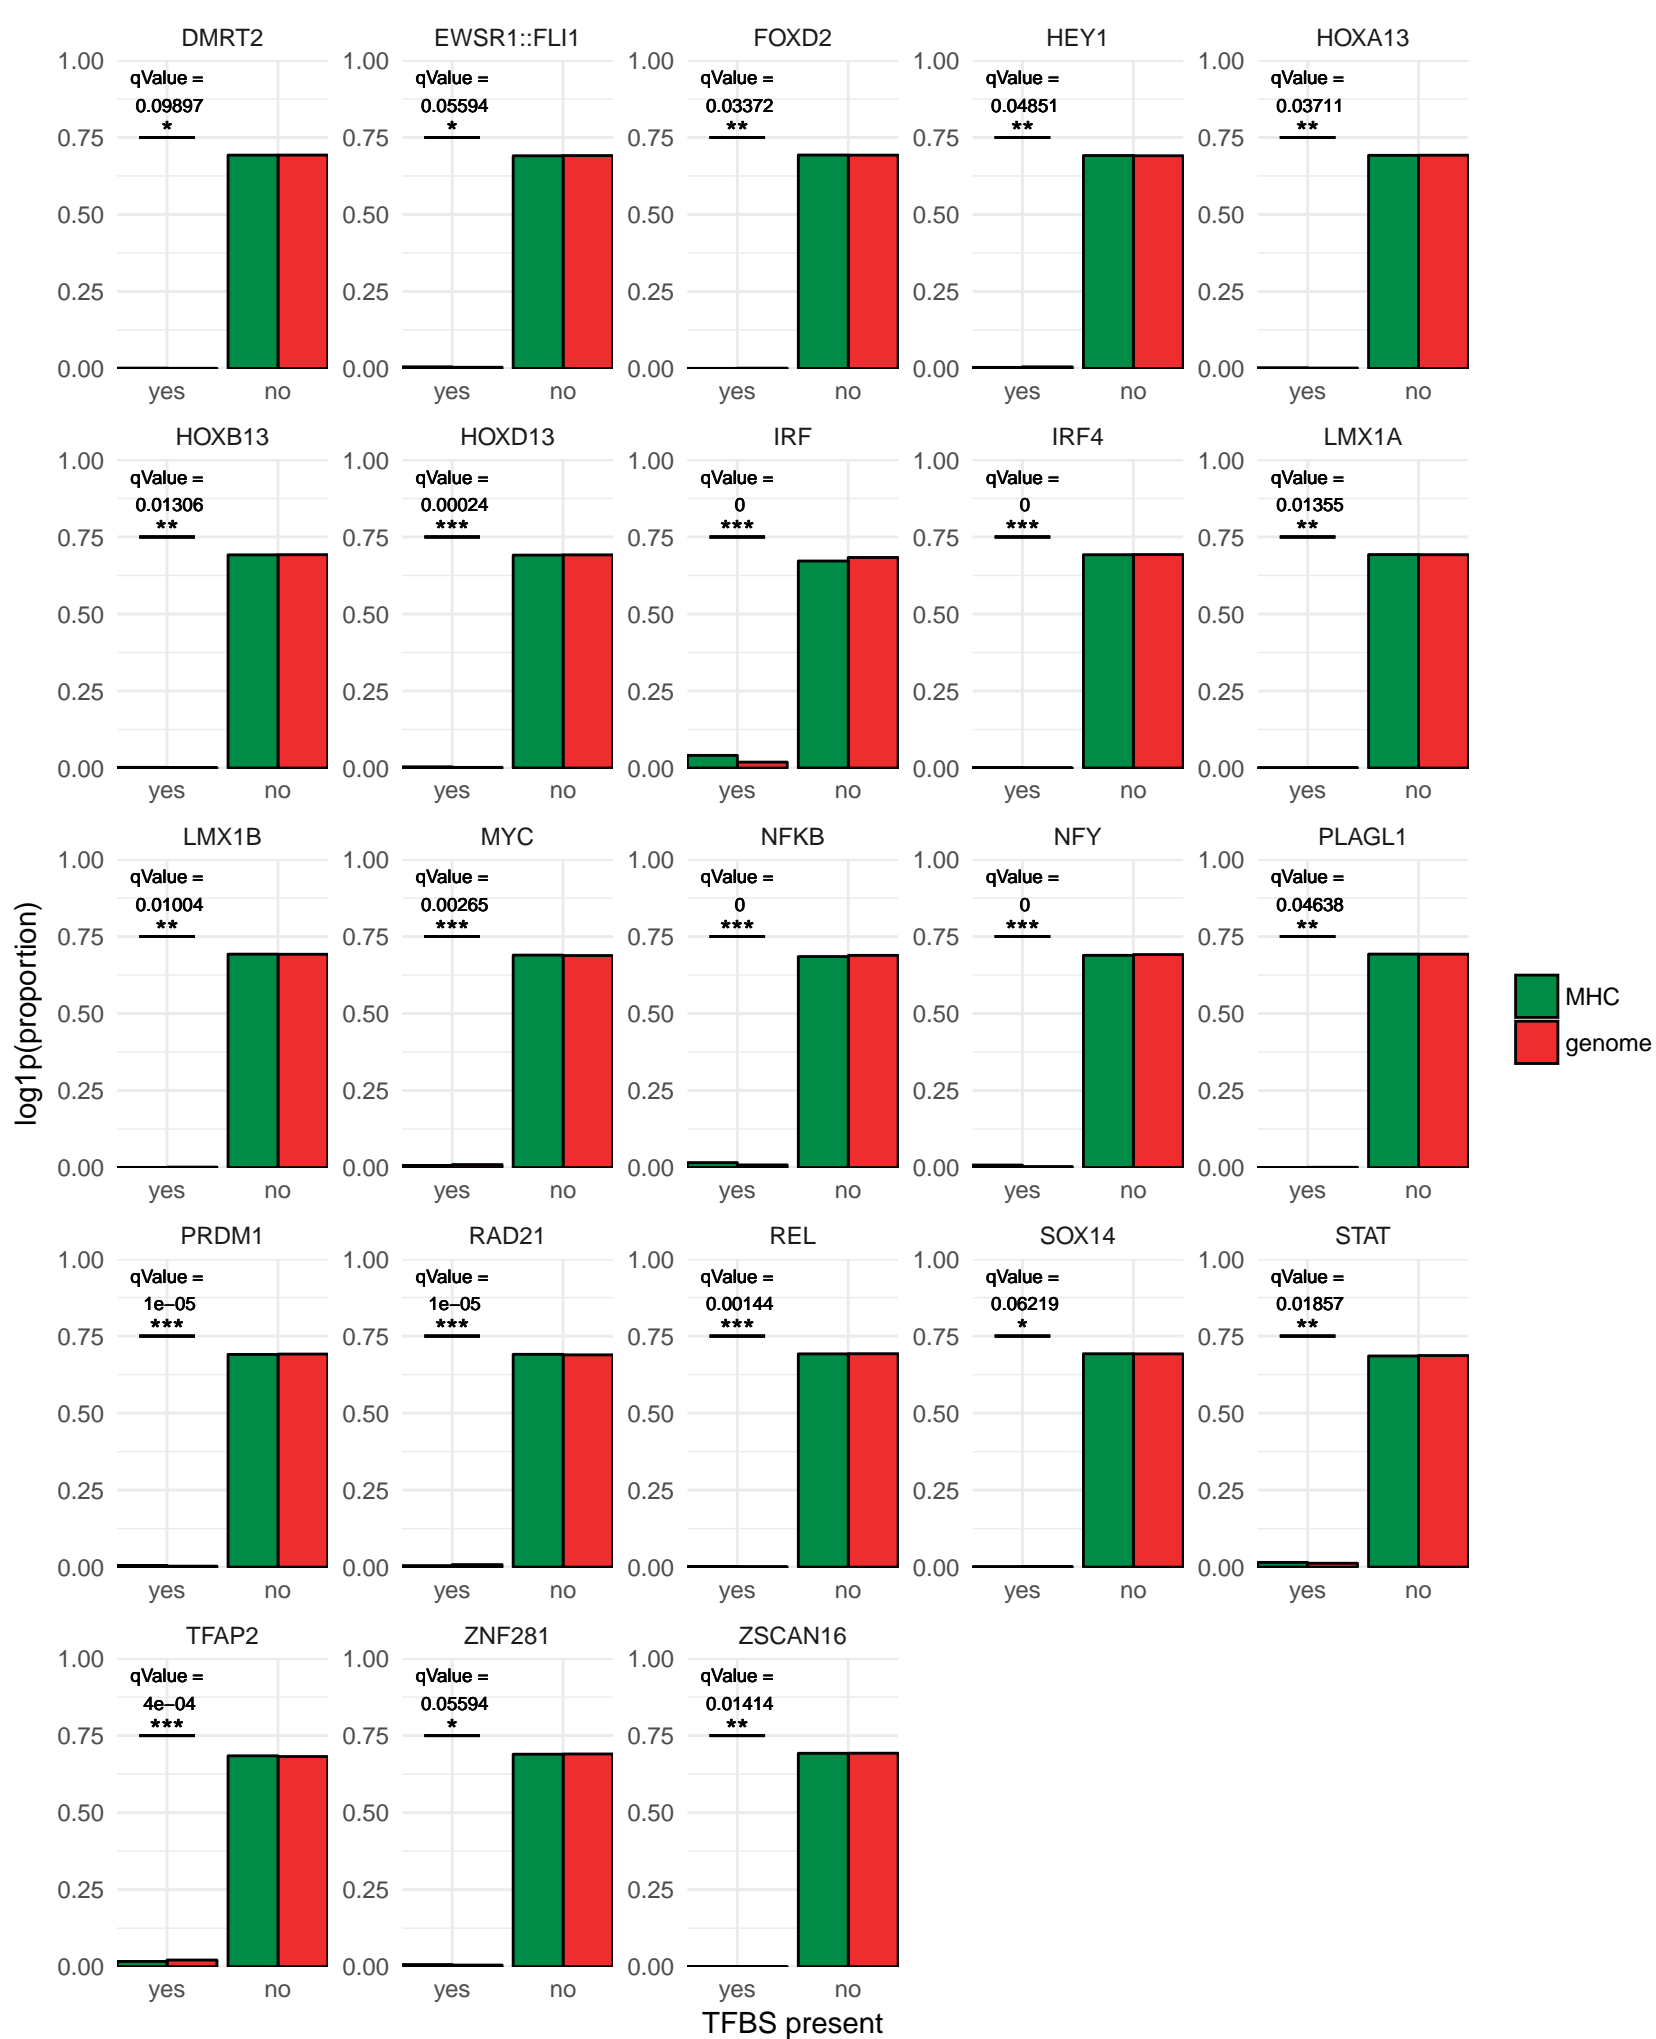 DMRT2 EWSR1::FLI1 FOXD2 HEY1 HOXA13
1.00 1.00 1.00 1.00 1.00
qValue = qValue = qValue = qValue = qValue =
0.09897 0.05594 0.03372 0.04851 0.03711
* * ** ** **
0.75 0.75 0.75 0.75 0.75
0.50 0.50 0.50 0.50 0.50
0.25 0.25 0.25 0.25 0.25
0.00 0.00 0.00 0.00 0.00
yes no yes no yes no yes no yes no
HOXB13 HOXD13 IRF IRF4 LMX1A
1.00 1.00 1.00 1.00 1.00
qValue = qValue = qValue = qValue = qValue =
0.01306 0.00024 0 0 0.01355
** *** *** *** **
0.75 0.75 0.75 0.75 0.75
0.50 0.50 0.50 0.50 0.50
0.25 0.25 0.25 0.25 0.25
0.00 0.00 0.00 0.00 0.00
yes no yes no yes no yes no yes no
LMX1B MYC NFKB NFY PLAGL1
1.00 1.00 1.00 1.00 1.00
qValue = qValue = qValue = qValue = qValue =
0.01004 0.00265 0 0 0.04638
** *** *** *** **
0.75 0.75 0.75 0.75 0.75
0.50 0.50 0.50 0.50 0.50
0.25 0.25 0.25 0.25 0.25
0.00 0.00 0.00 0.00 0.00
yes no yes no yes no yes no yes no
PRDM1 RAD21 REL SOX14 STAT
1.00 1.00 1.00 1.00 1.00
qValue = qValue = qValue = qValue = qValue =
1e−05 1e−05 0.00144 0.06219 0.01857
*** *** *** * **
0.75 0.75 0.75 0.75 0.75
0.50 0.50 0.50 0.50 0.50
0.25 0.25 0.25 0.25 0.25
0.00 0.00 0.00 0.00 0.00
yes no yes no yes no yes no yes no
TFAP2 ZNF281 ZSCAN16
1.00 1.00 1.00
qValue = qValue = qValue =
4e−04 0.05594 0.01414
*** * **
0.75 0.75 0.75
0.50 0.50 0.50
0.25 0.25 0.25
0.00 0.00 0.00
yes no yes no yes no
TFBS present
log1p(proportion)
MHC
genome